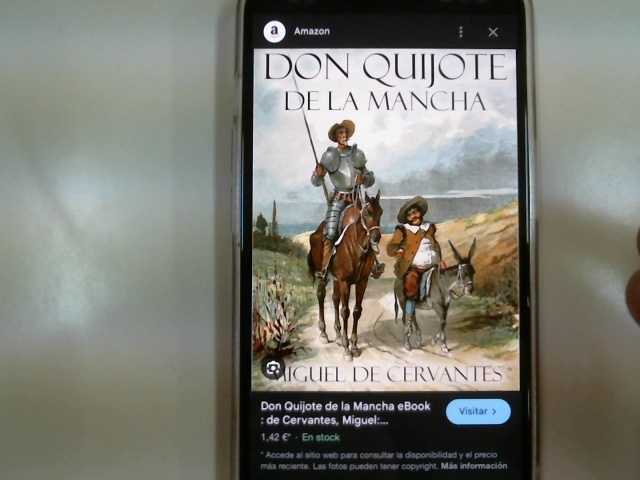 Amazon
DON QUIJOTE
DE LA MANCHA
MIGUEL DE CERVANTES
Don Quijote de la Mancha eBook
: de Cervantes, Miguel:...
Visitar >
1,42 €* · En stock
* Accede al sitio web para consultar la disponibilidad y el precio
más reciente. Las fotos pueden tener copyright. Más información